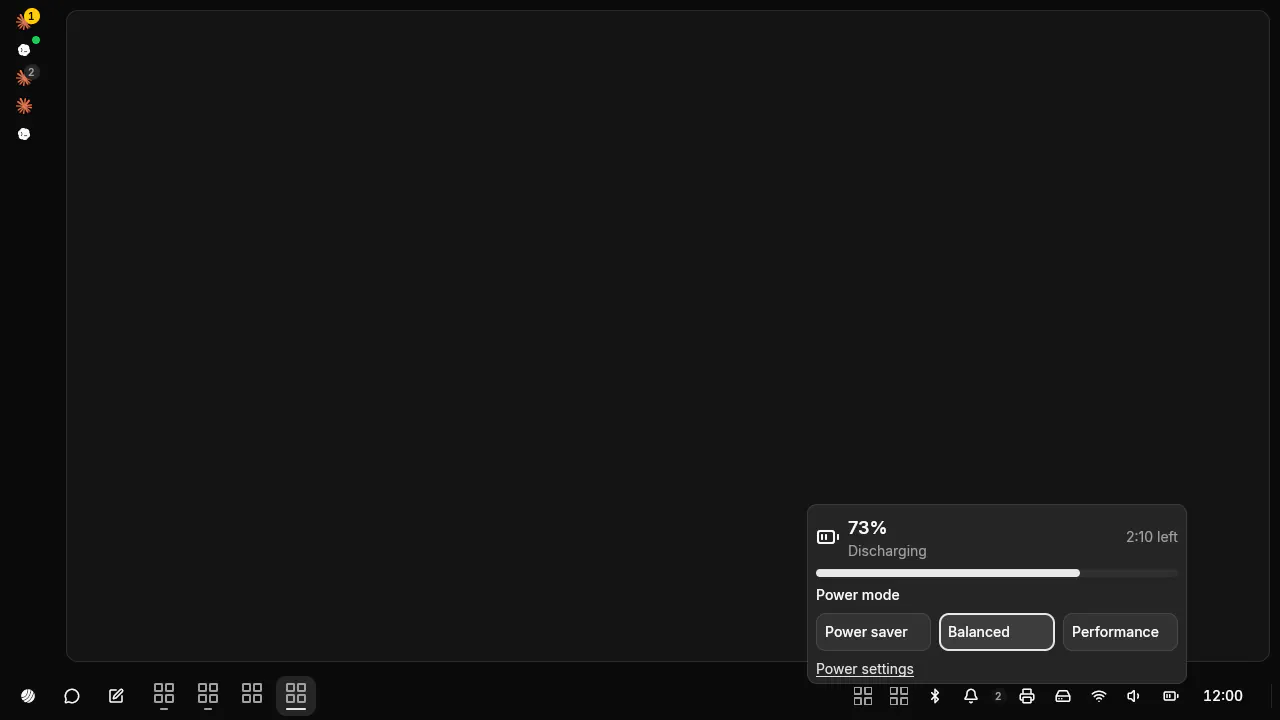 1
2
73%
Discharging
2:10 left
Power mode
Power saver
Balanced
Performance
Power settings
2
12:00